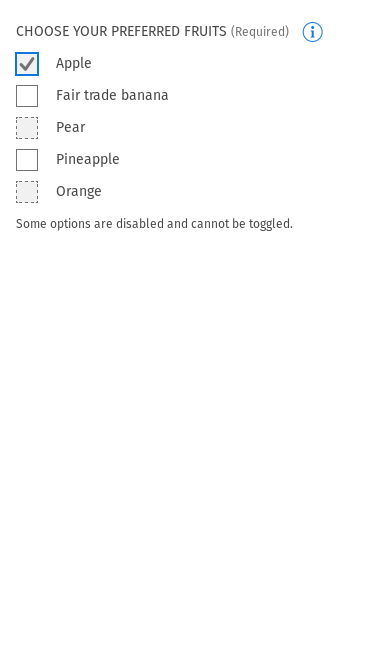 CHOOSE YOUR PREFERRED FRUITS (Required)
Apple
Fair trade banana
Pear
Pineapple
Orange
Some options are disabled and cannot be toggled.